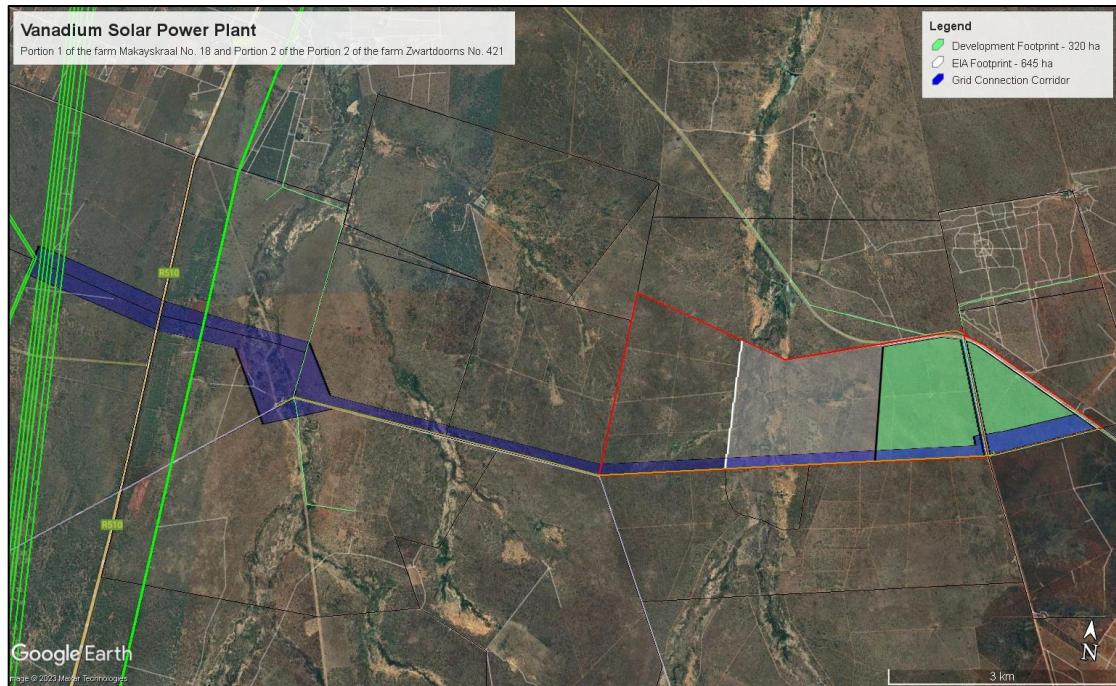 Vanadium Solar Power Plant
Portion 1 of the farm Makayskraal No. 18 and Portion 2 of the Portion 2 of the farm Zwartdoorns No. 421
Legend
Development Footprint - 320 ha
EIA Footprint - 645 ha
Grid Connection Corridor
R510
R510
Google Earth
Image © 2023 Maxar Technologies
N
3 km